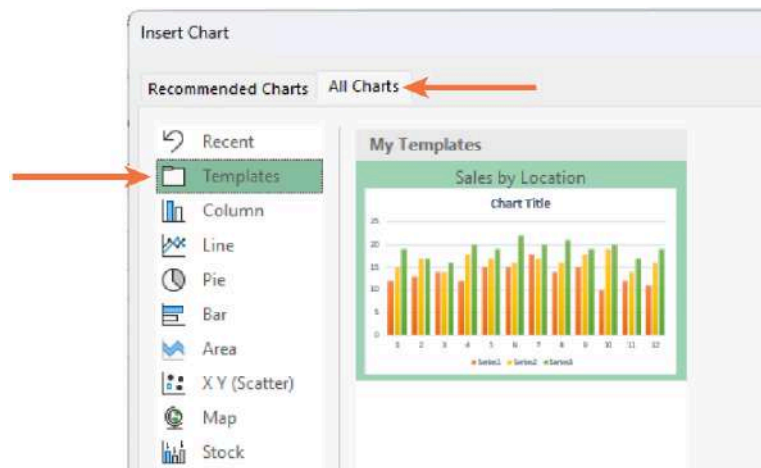 Insert Chart
Recommended Charts All Charts
Recent
Templates
Column
Line
Pie
Bar
Area
X Y (Scatter)
Map
Stock
My Templates
Sales by Location
Chart Title
25
20
15
10
5
0
1 2 3 4 5 6 7 8 9 10 11 12
Series1 Series2 Series3